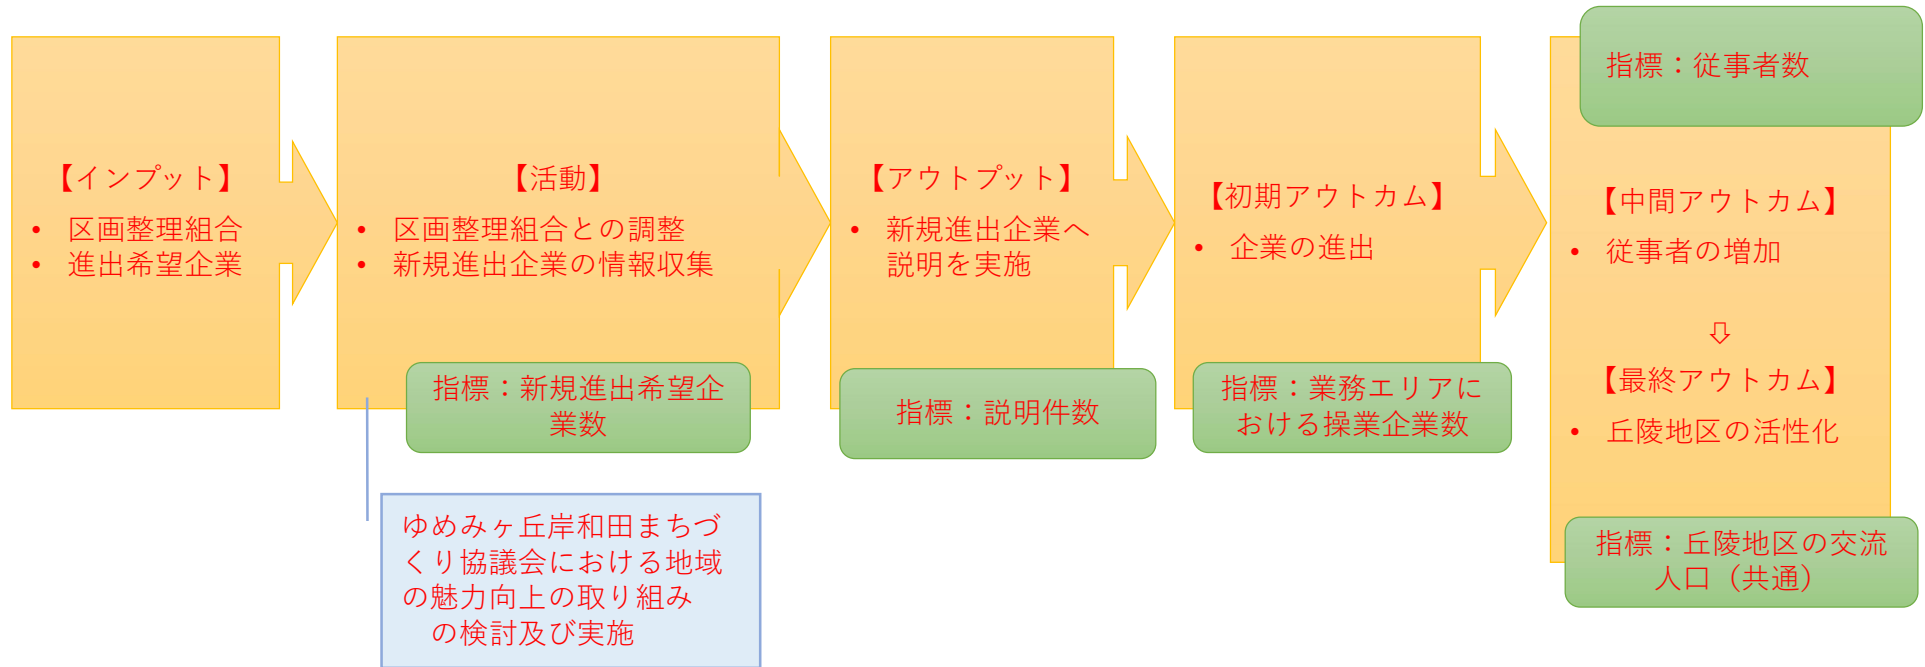 【インプット】
• 区画整理組合
• 進出希望企業
【活動】
• 区画整理組合との調整
• 新規進出企業の情報収集
指標：新規進出希望企
業数
ゆめみヶ丘岸和田まちづ
くり協議会における地域
の魅力向上の取り組み
の検討及び実施
【アウトプット】
• 新規進出企業へ
説明を実施
指標：説明件数
【初期アウトカム】
• 企業の進出
指標：業務エリアに
おける操業企業数
指標：従事者数
【中間アウトカム】
• 従事者の増加
⇩
【最終アウトカム】
• 丘陵地区の活性化
指標：丘陵地区の交流
人口（共通）